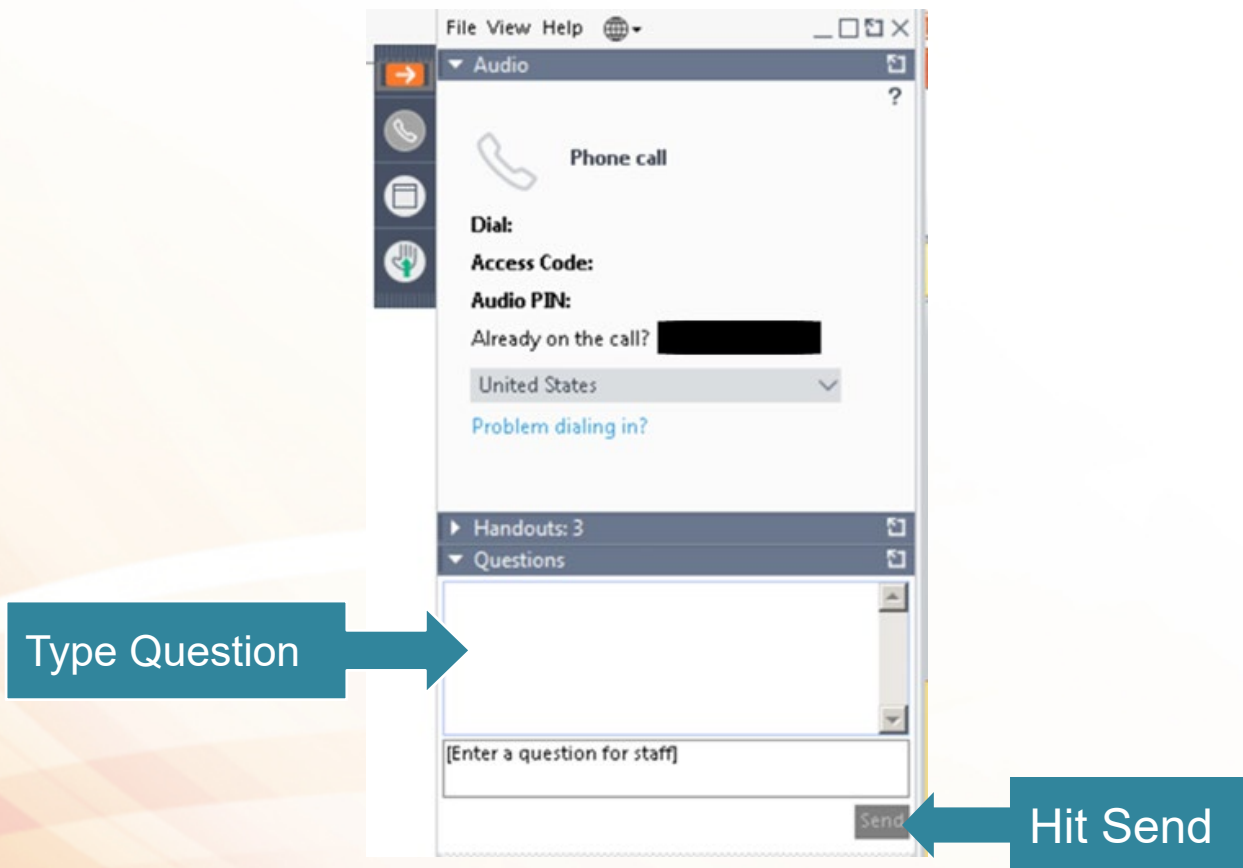 File View Help
Audio
?
Phone call
Dial:
Access Code:
Audio PIN:
Already on the call?
United States
Problem dialing in?
Handouts: 3
Questions
Type Question
[Enter a question for staff]
Send
Hit Send